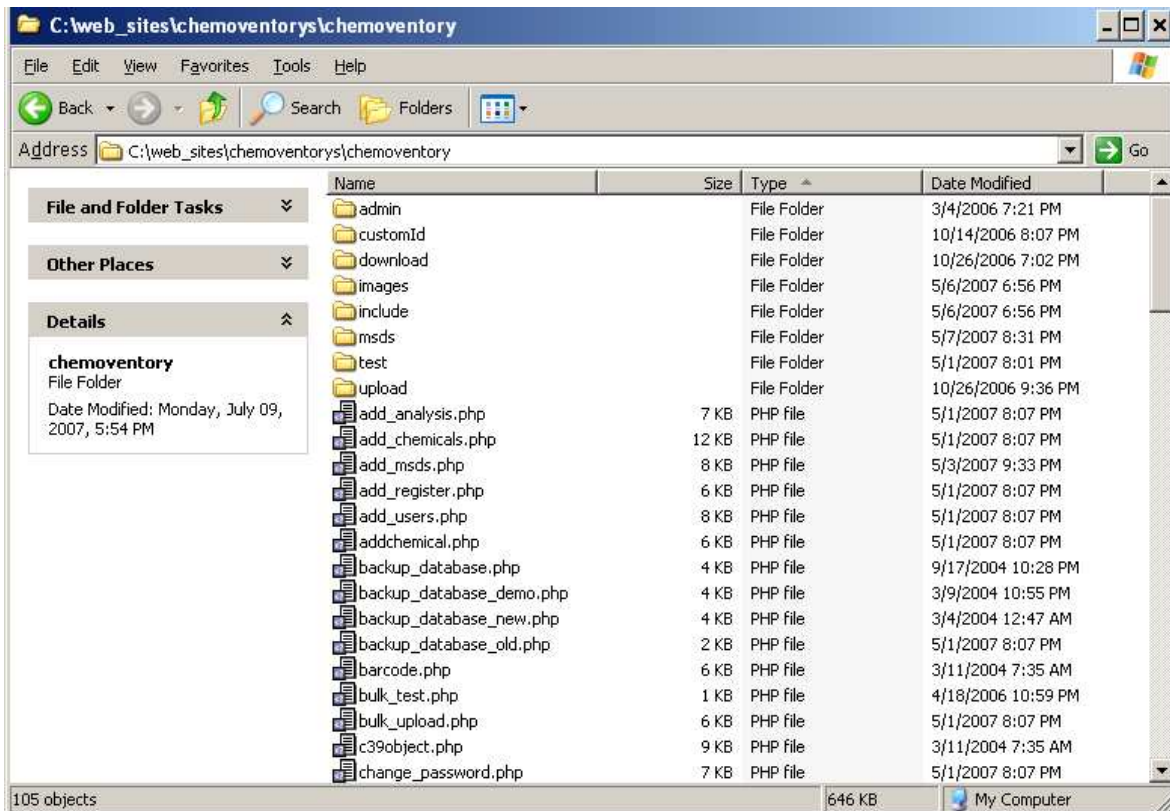 C:\web_sites\chemoventorys\chemoventory
File Edit View Favorites Tools Help
Back Search Folders
Address C:\web_sites\chemoventorys\chemoventory Go
File and Folder Tasks
Other Places
Details
chemoventory
File Folder
Date Modified: Monday, July 09,
2007, 5:54 PM
Name Size Type Date Modified
admin File Folder 3/4/2006 7:21 PM
customId File Folder 10/14/2006 8:07 PM
download File Folder 10/26/2006 7:02 PM
images File Folder 5/6/2007 6:56 PM
include File Folder 5/6/2007 6:56 PM
msds File Folder 5/7/2007 8:31 PM
test File Folder 5/1/2007 8:01 PM
upload File Folder 10/26/2006 9:36 PM
add_analysis.php 7 KB PHP file 5/1/2007 8:07 PM
add_chemicals.php 12 KB PHP file 5/1/2007 8:07 PM
add_msds.php 8 KB PHP file 5/3/2007 9:33 PM
add_register.php 6 KB PHP file 5/1/2007 8:07 PM
add_users.php 8 KB PHP file 5/1/2007 8:07 PM
addchemical.php 6 KB PHP file 5/1/2007 8:07 PM
backup_database.php 4 KB PHP file 9/17/2004 10:28 PM
backup_database_demo.php 4 KB PHP file 3/9/2004 10:55 PM
backup_database_new.php 4 KB PHP file 3/4/2004 12:47 AM
backup_database_old.php 2 KB PHP file 5/1/2007 8:07 PM
barcode.php 6 KB PHP file 3/11/2004 7:35 AM
bulk_test.php 1 KB PHP file 4/18/2006 10:59 PM
bulk_upload.php 6 KB PHP file 5/1/2007 8:07 PM
c39object.php 9 KB PHP file 3/11/2004 7:35 AM
change_password.php 7 KB PHP file 5/1/2007 8:07 PM
105 objects 646 KB My Computer